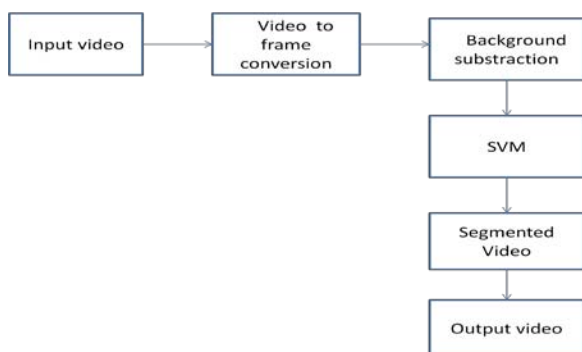 Input video
Video to
frame
conversion
Background
substraction
SVM
Segmented
Video
Output video